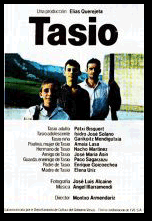 Una producción: Elías Querejeta
Tasio
Tasio adulto Patxi Bisquert
Tasio adolescente Isidro José Solano
Tasio niño Garikoitz Mendigutxia
Paulina, mujer de Tasio Amaia Lasa
Hermano de Tasio Nacho Martínez
Amigo de Tasio José María Asín
Guarda, enemigo de Tasio Paco Sagarzazu
Padre de Tasio Enrique Goicoechea
Madre de Tasio Elena Uriz
Fotografía José Luis Alcaine
Música Angel Illarramendi
Director Montxo Armendáriz